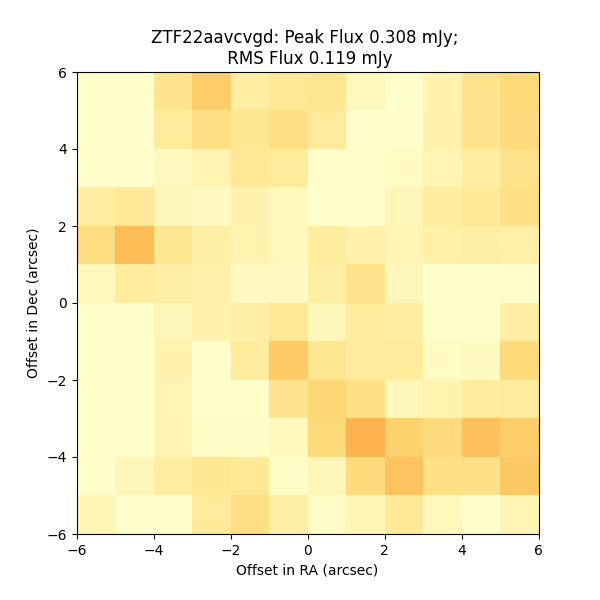 ZTF22aavcvgd: Peak Flux 0.308 mJy;
RMS Flux 0.119 mJy
6
4
2
0
−2
−4
−6
Offset in Dec (arcsec)
−6 −4 −2 0 2 4 6
Offset in RA (arcsec)